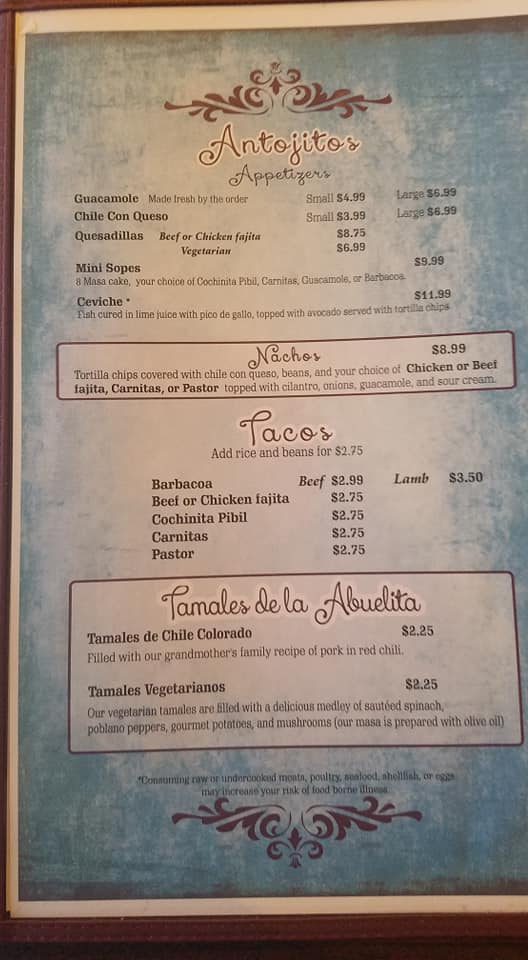 Antojitos
Appetizers
Guacamole Made fresh by the order Small $4.99 Large $6.99
Chile Con Queso Small $3.99 Large $6.99
Quesadillas Beef or Chicken fajita $8.75
Vegetarian $6.99
Mini Sopes $9.99
8 Masa cake, your choice of Cochinita Pibil, Carnitas, Guacamole, or Barbacoa.
Ceviche * $11.99
Fish cured in lime juice with pico de gallo, topped with avocado served with tortilla chips
Nachos $8.99
Tortilla chips covered with chile con queso, beans, and your choice of Chicken or Beef
fajita, Carnitas, or Pastor topped with cilantro, onions, guacamole, and sour cream.
Tacos
Add rice and beans for $2.75
Barbacoa Beef $2.99 Lamb $3.50
Beef or Chicken fajita $2.75
Cochinita Pibil $2.75
Carnitas $2.75
Pastor $2.75
Tamales de la Abuelita
Tamales de Chile Colorado $2.25
Filled with our grandmother's family recipe of pork in red chili.
Tamales Vegetarianos $2.25
Our vegetarian tamales are filled with a delicious medley of sautéed spinach,
poblano peppers, gourmet potatoes, and mushrooms (our masa is prepared with olive oil)
*Consuming raw or undercooked meats, poultry, seafood, shellfish, or eggs
may increase your risk of food borne illness.